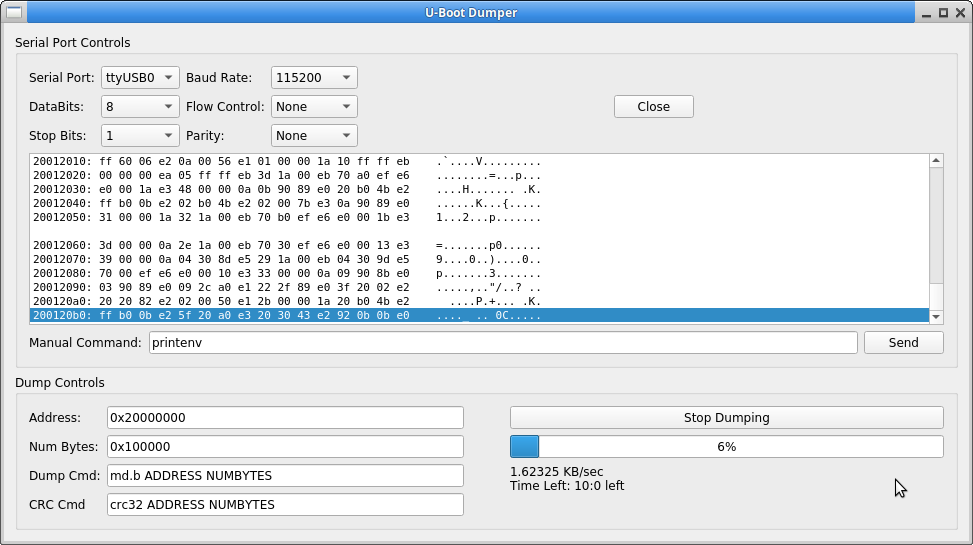 U-Boot Dumper
Serial Port Controls
Serial Port: ttyUSB0 Baud Rate: 115200
DataBits: 8 Flow Control: None Close
Stop Bits: 1 Parity: None
20012010: ff 60 06 e2 0a 00 56 e1 01 00 00 1a 10 ff ff eb    .`....V.........
20012020: 00 00 00 ea 05 ff ff eb 3d 1a 00 eb 70 a0 ef e6    ........=...p...
20012030: e0 00 1a e3 48 00 00 0a 0b 90 89 e0 20 b0 4b e2    ....H....... .K.
20012040: ff b0 0b e2 02 b0 4b e2 02 00 7b e3 0a 90 89 e0    ......K...{.....
20012050: 31 00 00 1a 32 1a 00 eb 70 b0 ef e6 e0 00 1b e3    1...2...p.......
20012060: 3d 00 00 0a 2e 1a 00 eb 70 30 ef e6 e0 00 13 e3    =.......p0......
20012070: 39 00 00 0a 04 30 8d e5 29 1a 00 eb 04 30 9d e5    9....0..)....0..
20012080: 70 00 ef e6 e0 00 10 e3 33 00 00 0a 09 90 8b e0    p.......3.......
20012090: 03 90 89 e0 09 2c a0 e1 22 2f 89 e0 3f 20 02 e2    .....,.."/..? ..
200120a0: 20 20 82 e2 02 00 50 e1 2b 00 00 1a 20 b0 4b e2      ....P.+... .K.
200120b0: ff b0 0b e2 5f 20 a0 e3 20 30 43 e2 92 0b 0b e0    ...._ .. 0C.....
Manual Command: printenv Send
Dump Controls
Address: 0x20000000 Stop Dumping
Num Bytes: 0x100000 6%
Dump Cmd: md.b ADDRESS NUMBYTES 1.62325 KB/sec
Time Left: 10:0 left
CRC Cmd crc32 ADDRESS NUMBYTES